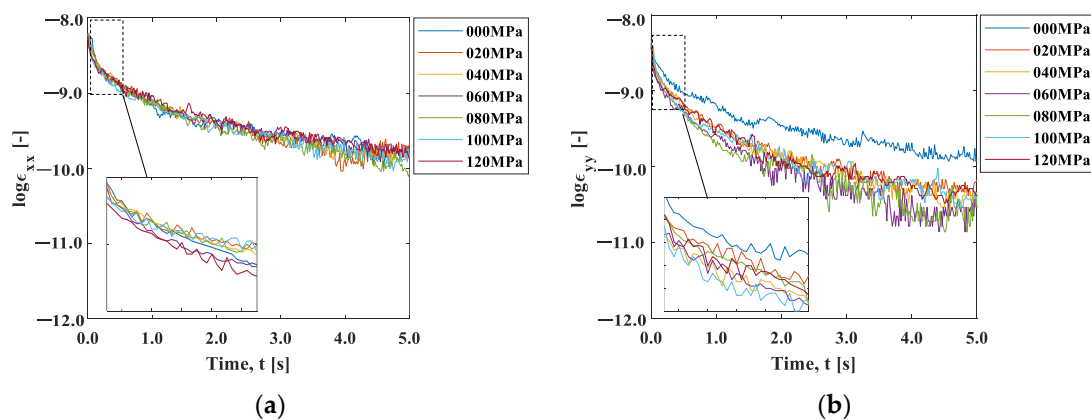 −8.0
−9.0
−10.0
−11.0
−12.0
logϵxx [-]
0.0 1.0 2.0 3.0 4.0 5.0
Time, t [s]
000MPa
020MPa
040MPa
060MPa
080MPa
100MPa
120MPa
(a)
−8.0
−9.0
−10.0
−11.0
−12.0
logϵyy [-]
0.0 1.0 2.0 3.0 4.0 5.0
Time, t [s]
000MPa
020MPa
040MPa
060MPa
080MPa
100MPa
120MPa
(b)